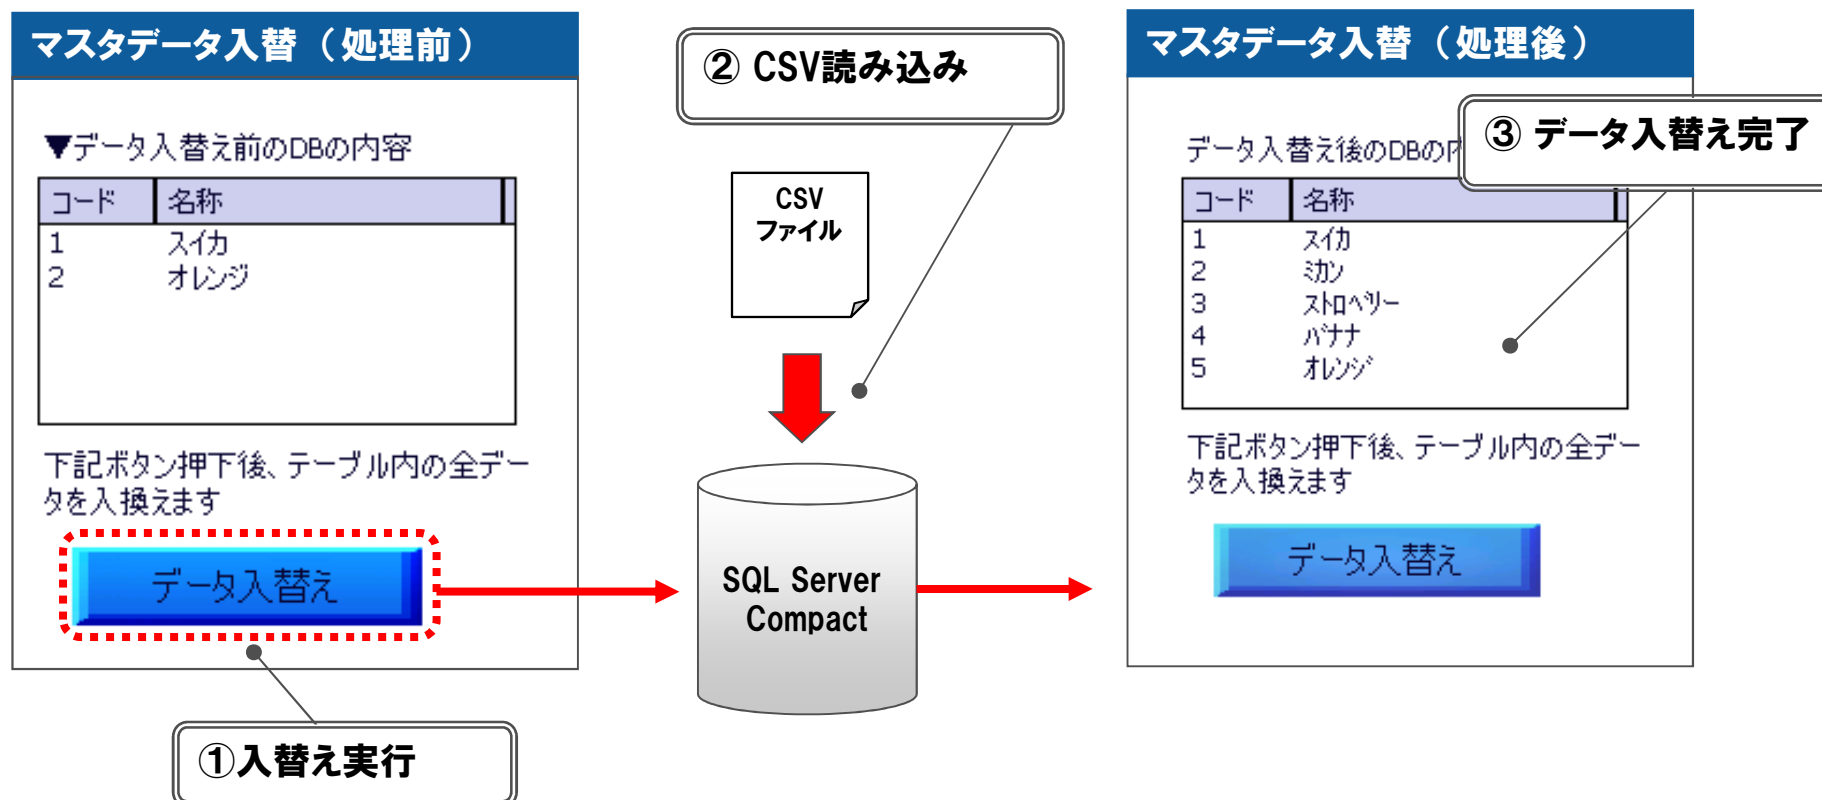 マスタデータ入替（処理前）
▼データ入替え前のDBの内容
コード 名称
1 スイカ
2 オレンジ
下記ボタン押下後、テーブル内の全デー
タを入換えます
データ入替え
①入替え実行
② CSV読み込み
CSV
ファイル
SQL Server
Compact
マスタデータ入替（処理後）
③ データ入替え完了
データ入替え後のDBの内
コード 名称
1 ｽｲｶ
2 ﾐｶﾝ
3 ｽﾄﾛﾍﾞﾘｰ
4 ﾊﾞﾅﾅ
5 ｵﾚﾝｼﾞ
下記ボタン押下後、テーブル内の全デー
タを入換えます
データ入替え